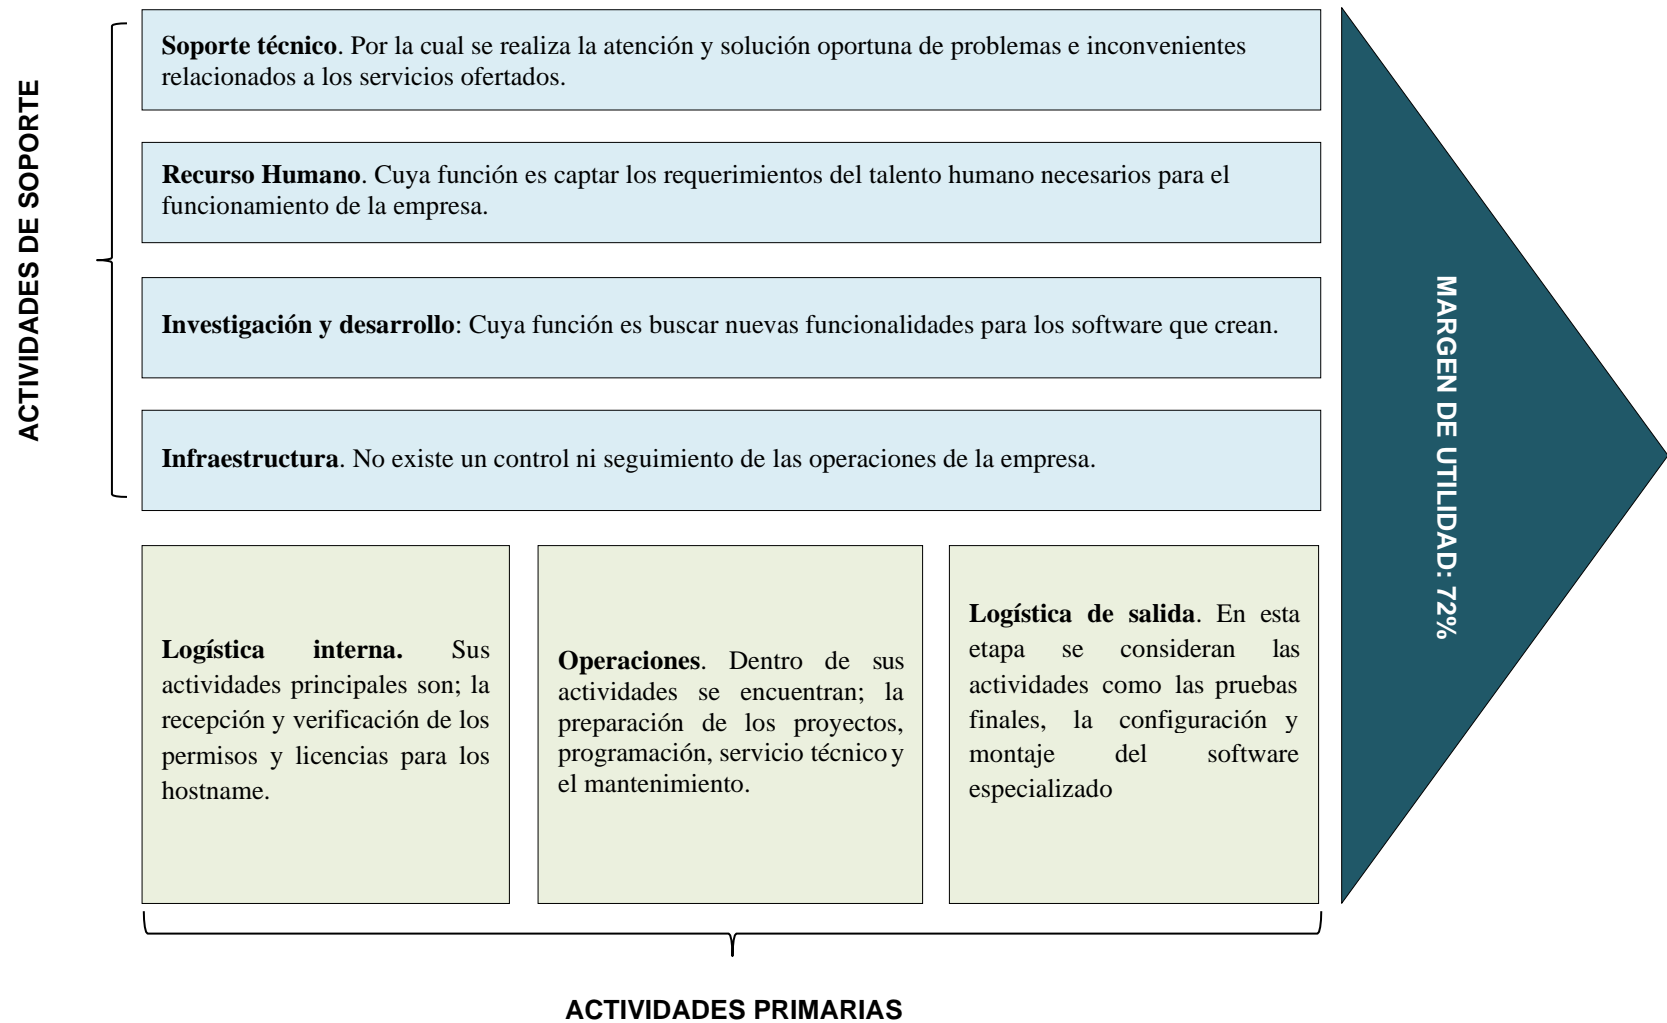 ACTIVIDADES DE SOPORTE
Soporte técnico. Por la cual se realiza la atención y solución oportuna de problemas e inconvenientes
relacionados a los servicios ofertados.
Recurso Humano. Cuya función es captar los requerimientos del talento humano necesarios para el
funcionamiento de la empresa.
Investigación y desarrollo: Cuya función es buscar nuevas funcionalidades para los software que crean.
Infraestructura. No existe un control ni seguimiento de las operaciones de la empresa.
Logística interna. Sus
actividades principales son; la
recepción y verificación de los
permisos y licencias para los
hostname.
Operaciones. Dentro de sus
actividades se encuentran; la
preparación de los proyectos,
programación, servicio técnico y
el mantenimiento.
Logística de salida. En esta
etapa se consideran las
actividades como las pruebas
finales, la configuración y
montaje del software
especializado
MARGEN DE UTILIDAD: 72%
ACTIVIDADES PRIMARIAS